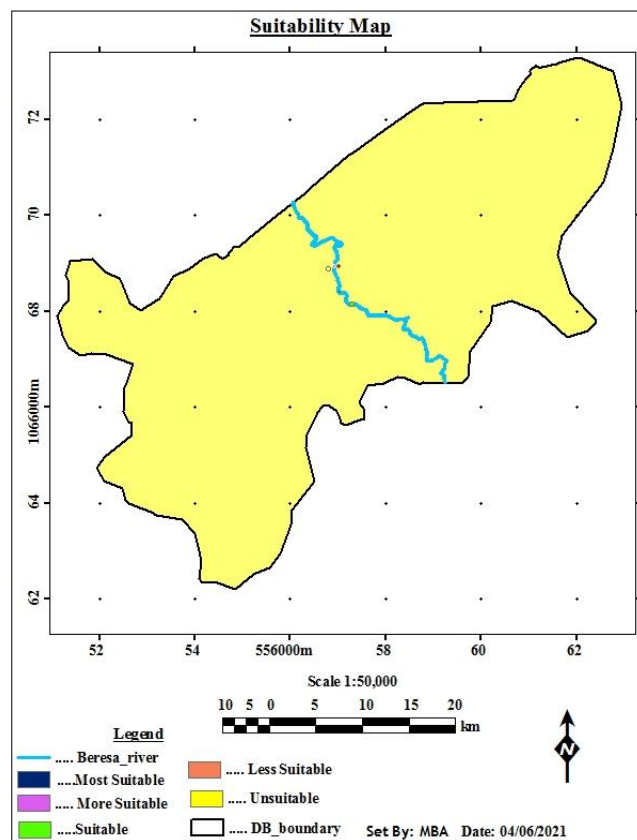 Suitability Map
72
70
68
1066000m
64
62
52 54 556000m 58 60 62
Scale 1:50,000
10 5 0 5 10 15 20
km
Legend
..... Beresa_river
.....Most Suitable
..... More Suitable
.....Suitable
..... Less Suitable
..... Unsuitable
..... DB_boundary
N
Set By: MBA Date: 04/06/2021